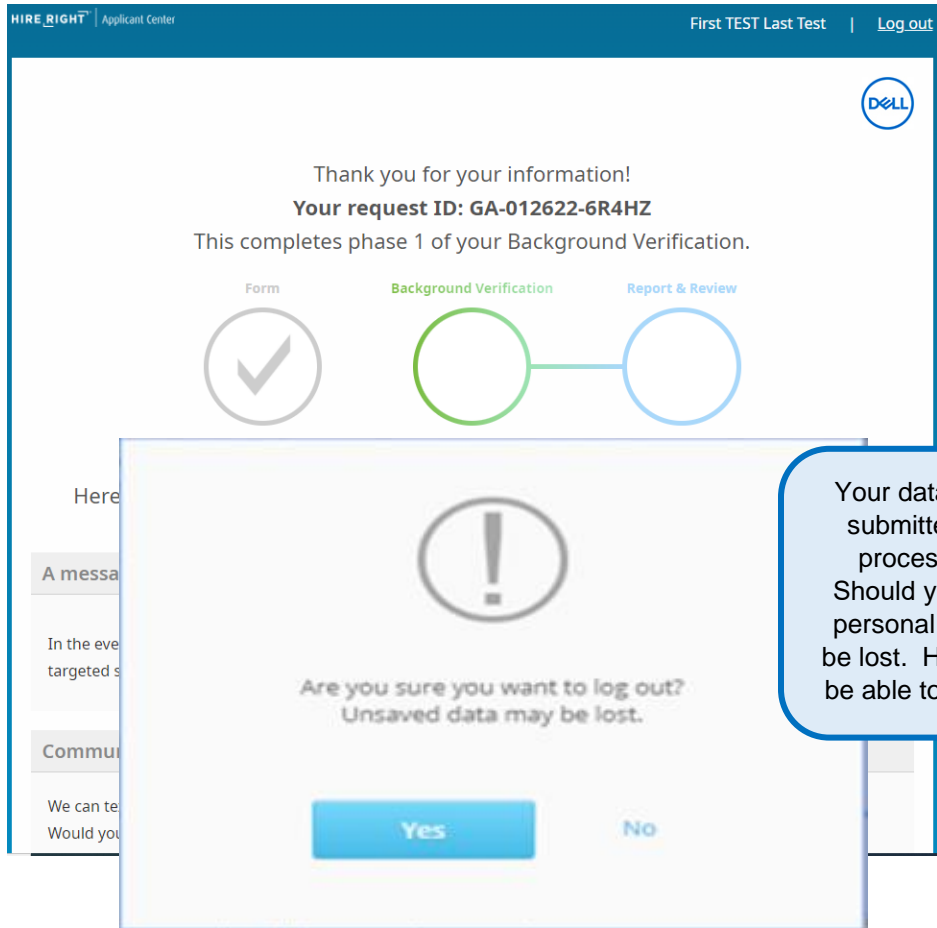 HIRE RIGHT Applicant Center
First TEST Last Test | Log out
DELL
Thank you for your information!
Your request ID: GA-012622-6R4HZ
This completes phase 1 of your Background Verification.
Form
Background Verification
Report & Review
Here
A messa
In the eve
targeted s
Commu
We can te
Would you
Are you sure you want to log out?
Unsaved data may be lost.
Yes
No
Your data
submitte
proces
Should y
personal
be lost. H
be able to